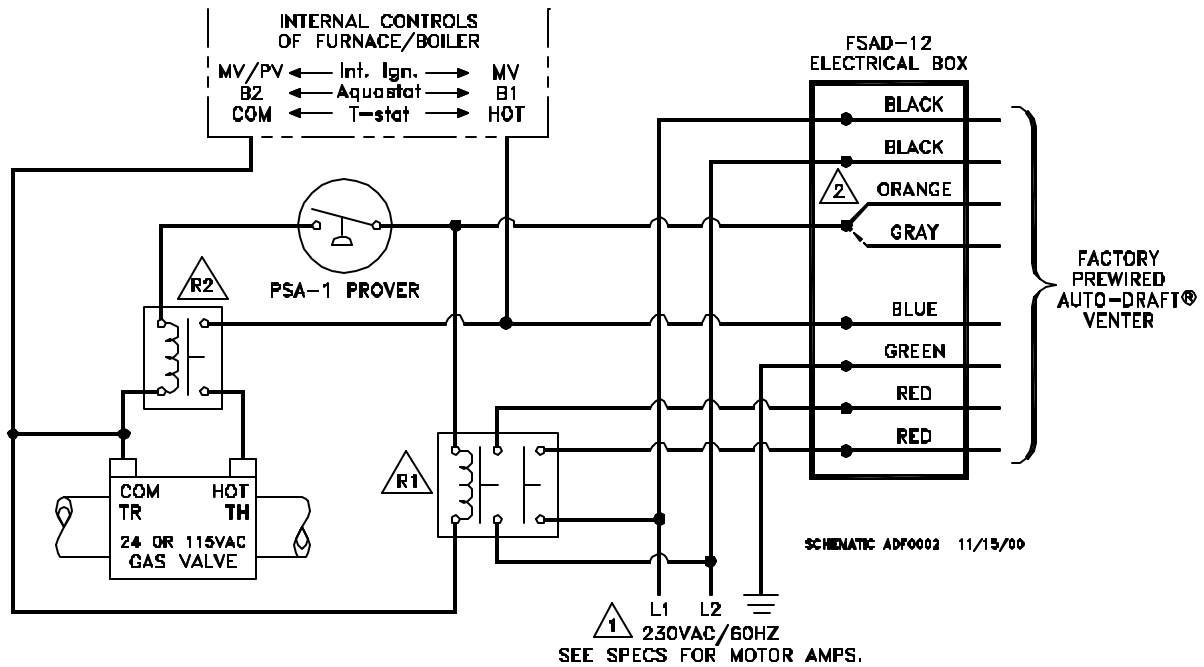 INTERNAL CONTROLS
OF FURNACE/BOILER
MV/PV Int. Ign. MV
B2 Aquastat B1
COM T-stat HOT
FSAD-12
ELECTRICAL BOX
BLACK
BLACK
2
ORANGE
GRAY
BLUE
GREEN
RED
RED
FACTORY
PREWIRED
AUTO-DRAFT®
VENTER
PSA-1 PROVER
R2
R1
COM HOT
TR TH
24 OR 115VAC
GAS VALVE
SCHEMATIC ADF0002 11/15/00
L1 L2
1
230VAC/60HZ
SEE SPECS FOR MOTOR AMPS.